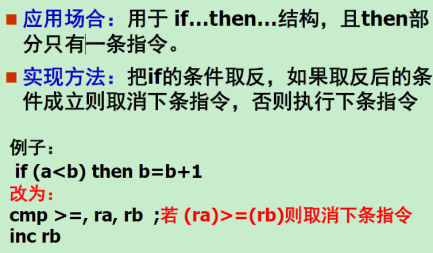 应用场合：用于 if...then...结构，且then部
分只有一条指令。
实现方法：把if的条件取反，如果取反后的条
件成立则取消下条指令，否则执行下条指令
例子：
if (a<b) then b=b+1
改为：
cmp >=, ra, rb ;若 (ra)>=(rb)则取消下条指令
inc rb